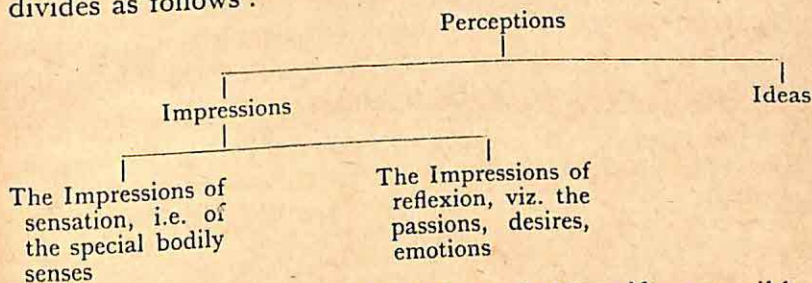 divides as follows :
Perceptions
Impressions
Ideas
The Impressions of
sensation, i.e. of
the special bodily
senses
The Impressions of
reflexion, viz. the
passions, desires,
emotions